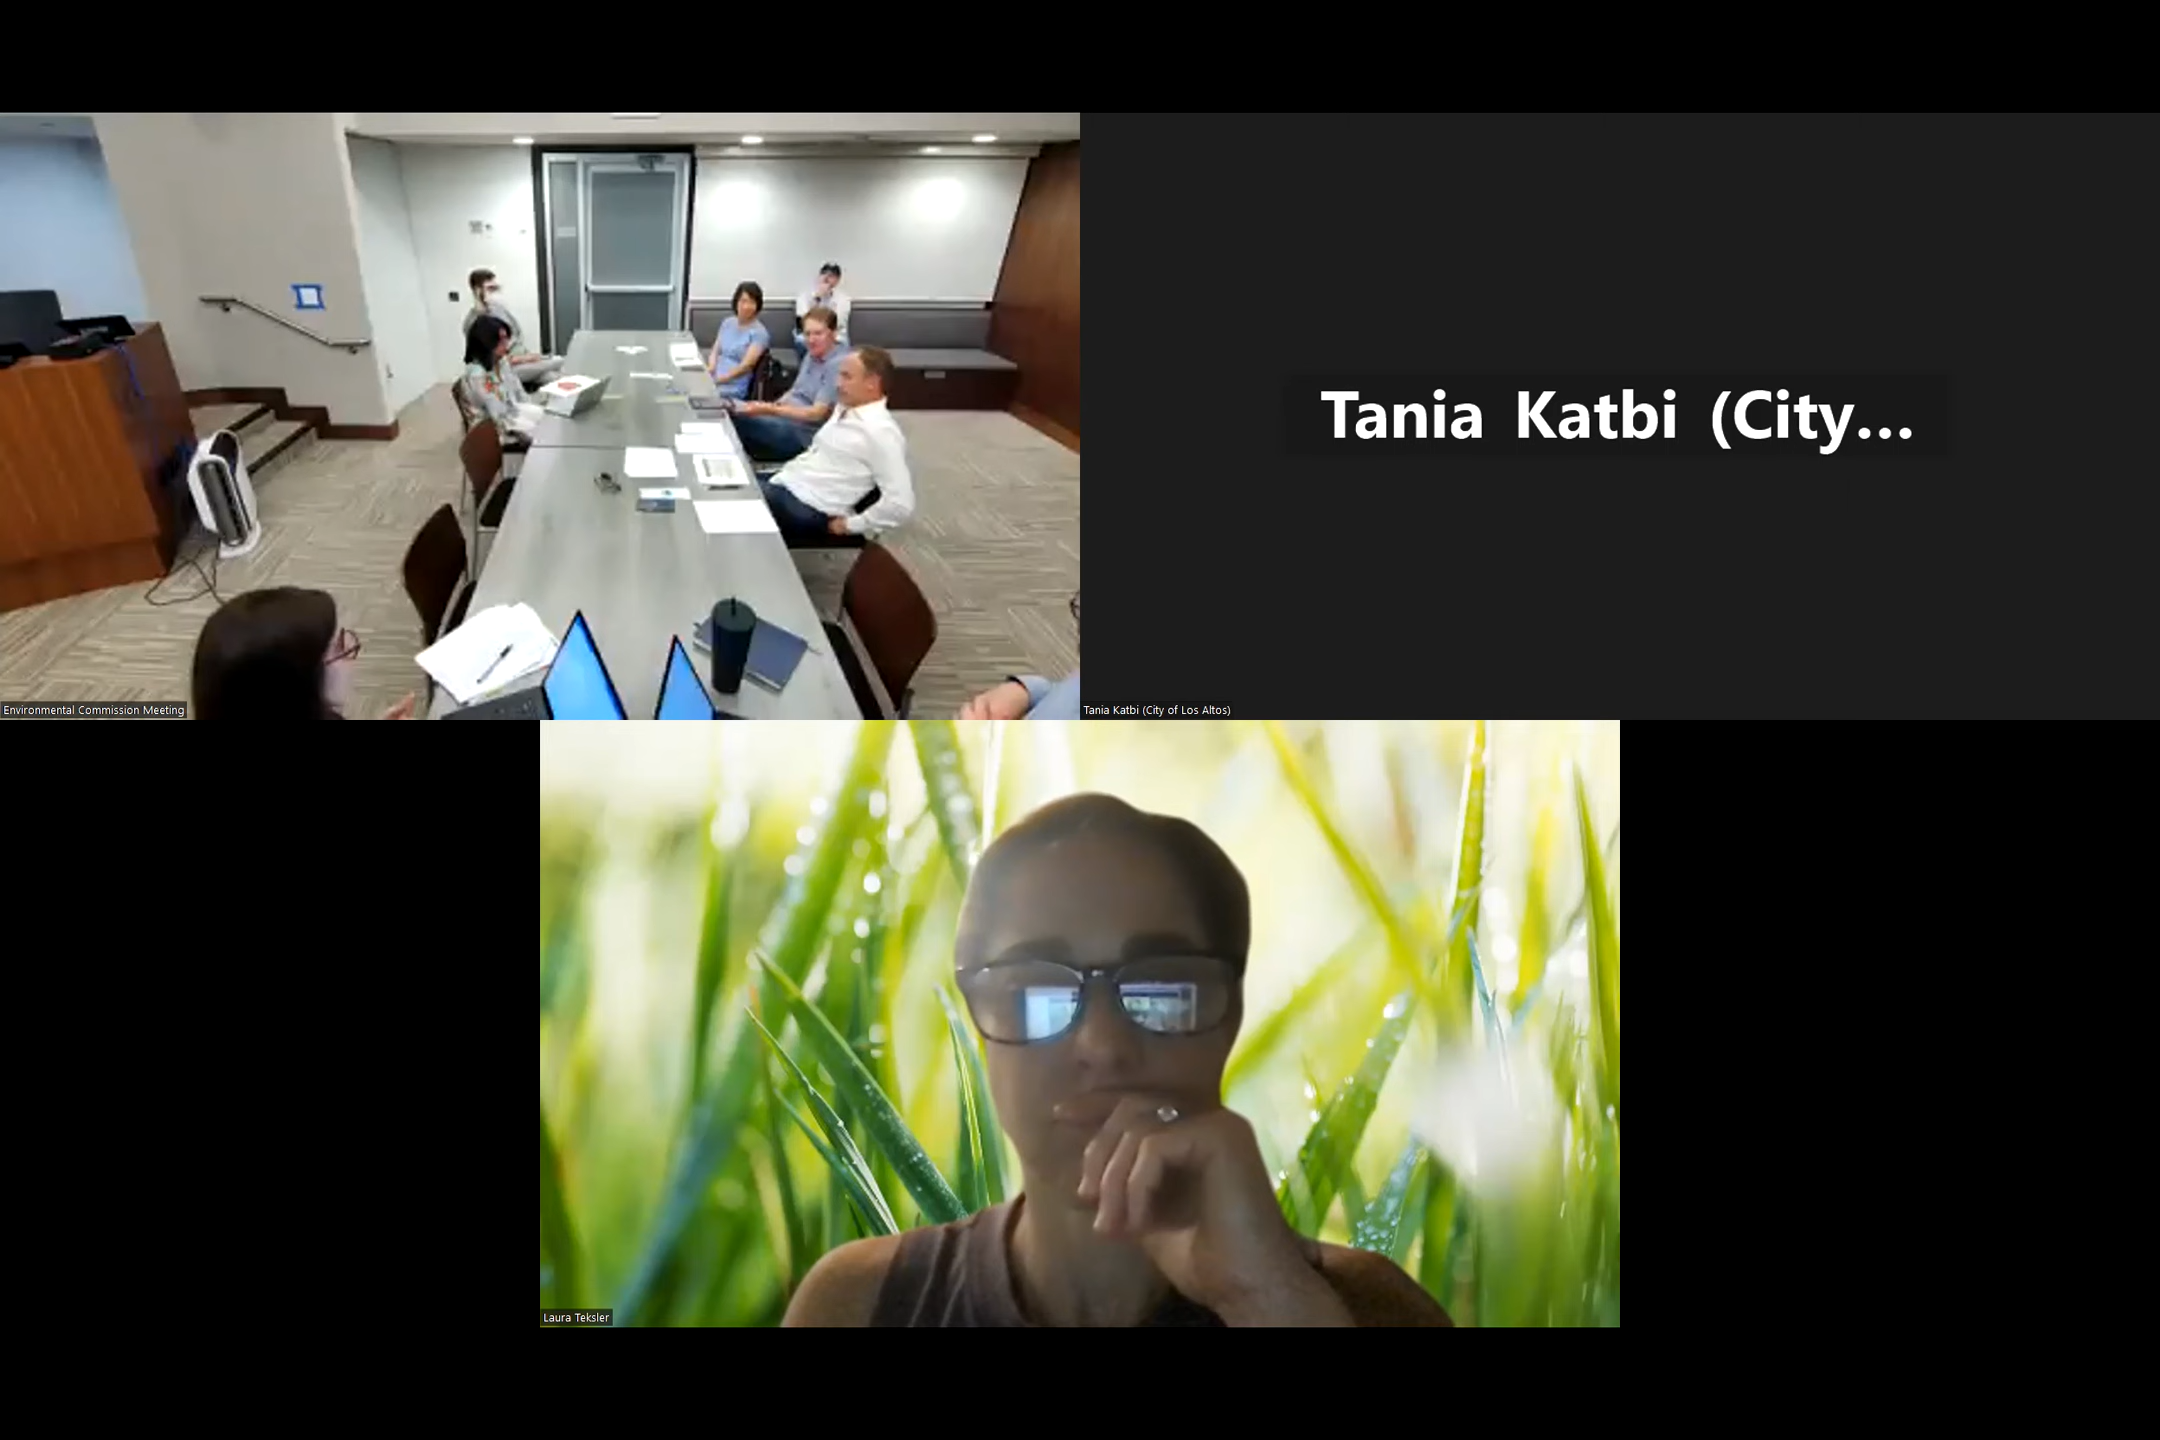 Tania Katbi (City...
Environmental Commission Meeting
Tania Katbi (City of Los Altos)
Laura Teksler